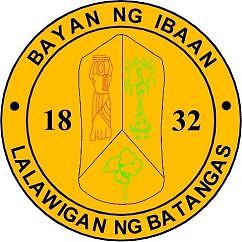 BAYAN NG IBAAN
18 32
LALAWIGAN NG BATANGAS